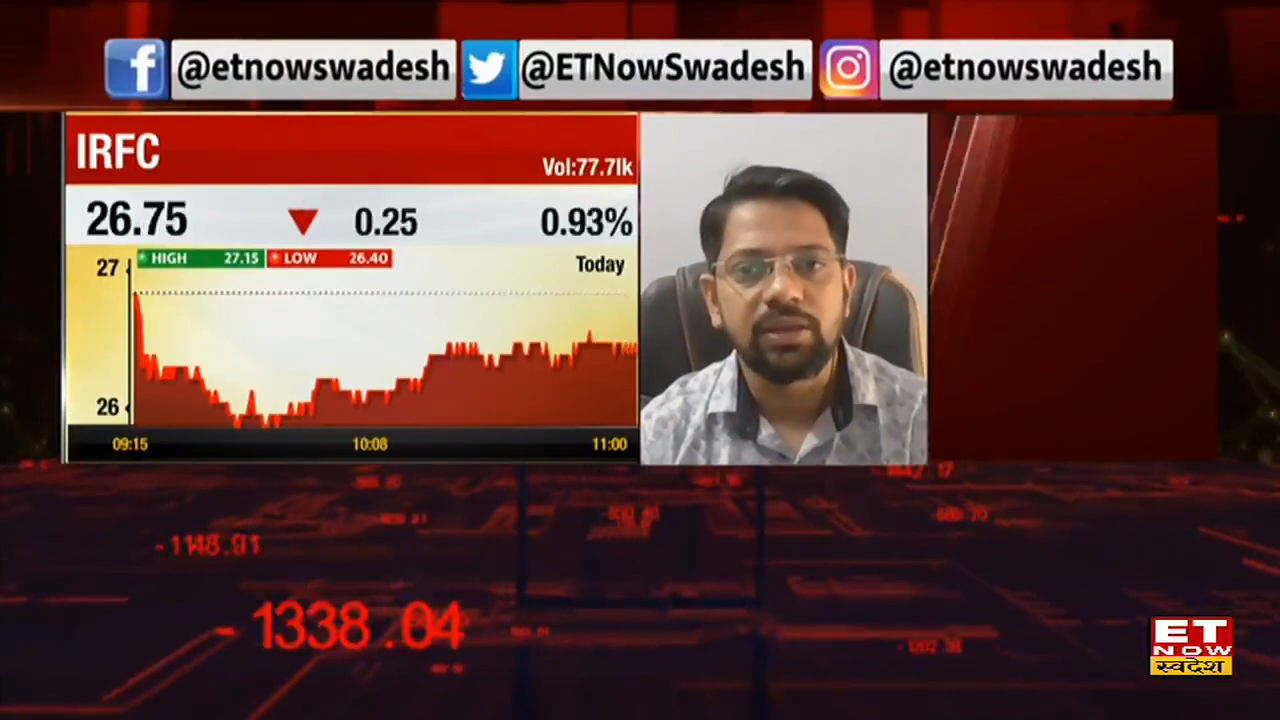 @etnowswadesh @ETNowSwadesh @etnowswadesh
IRFC
Vol:77.7lk
26.75 0.25 0.93%
HIGH 27.15 LOW 26.40
Today
27
26
09:15 10:08 11:00
-1148.91
- 1338.04
ET
NOW
स्वदेश